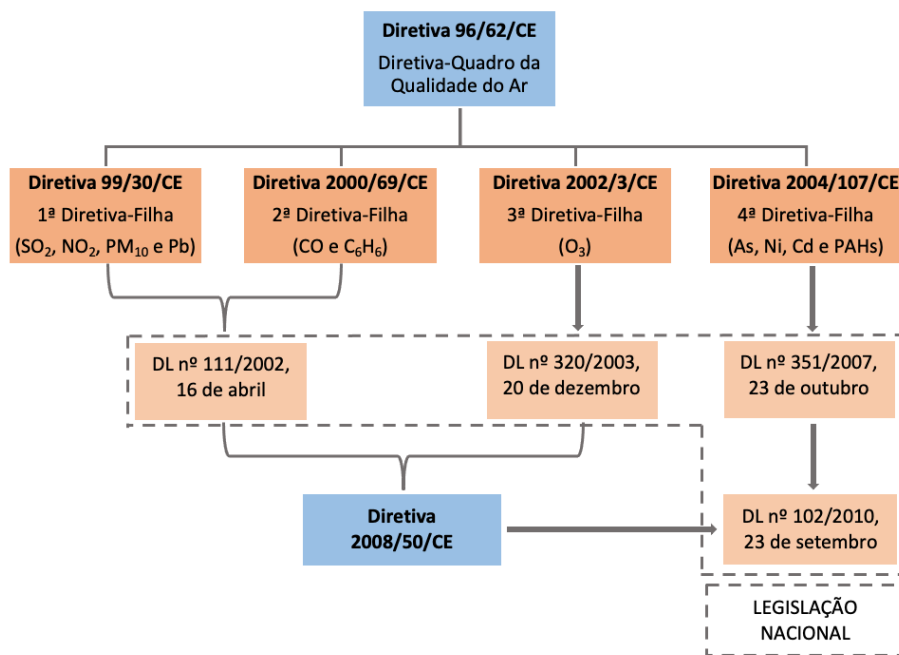 Diretiva 96/62/CE
Diretiva-Quadro da
Qualidade do Ar
Diretiva 99/30/CE
1ª Diretiva-Filha
(SO₂, NO₂, PM₁₀ e Pb)
Diretiva 2000/69/CE
2ª Diretiva-Filha
(CO e C₆H₆)
Diretiva 2002/3/CE
3ª Diretiva-Filha
(O₃)
Diretiva 2004/107/CE
4ª Diretiva-Filha
(As, Ni, Cd e PAHs)
DL nº 111/2002,
16 de abril
DL nº 320/2003,
20 de dezembro
DL nº 351/2007,
23 de outubro
Diretiva
2008/50/CE
DL nº 102/2010,
23 de setembro
LEGISLAÇÃO
NACIONAL